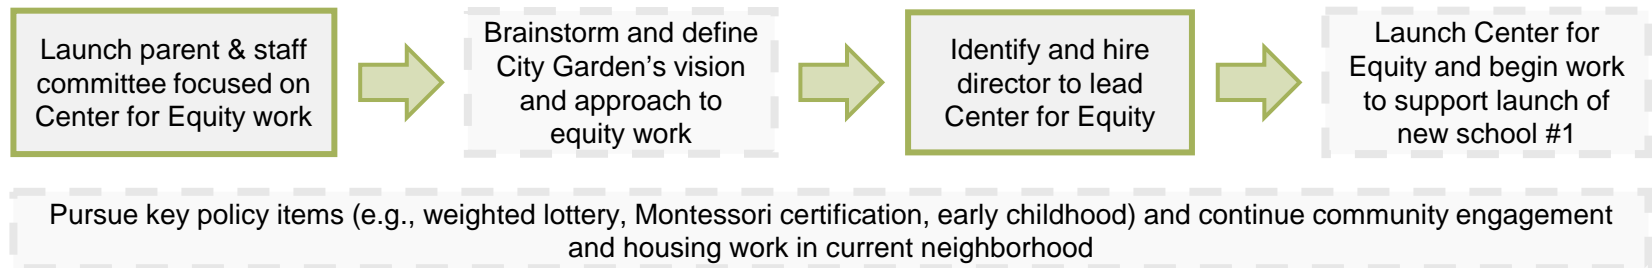 Launch parent & staff
committee focused on
Center for Equity work
Brainstorm and define
City Garden's vision
and approach to
equity work
Identify and hire
director to lead
Center for Equity
Launch Center for
Equity and begin work
to support launch of
new school #1
Pursue key policy items (e.g., weighted lottery, Montessori certification, early childhood) and continue community engagement
and housing work in current neighborhood